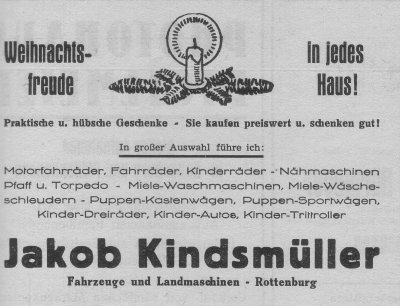 Weihnachts-
freude
in jedes
Haus!
Praktische u. hübsche Geschenke - Sie kaufen preiswert u. schenken gut!
In großer Auswahl führe ich:
Motorfahrräder, Fahrräder, Kinderräder - Nähmaschinen
Pfaff u. Torpedo - Miele-Waschmaschinen, Miele-Wäsche-
schleudern - Puppen-Kastenwägen, Puppen-Sportwägen,
Kinder-Dreiräder, Kinder-Autos, Kinder-Trittroller
Jakob Kindsmüller
Fahrzeuge und Landmaschinen - Rottenburg